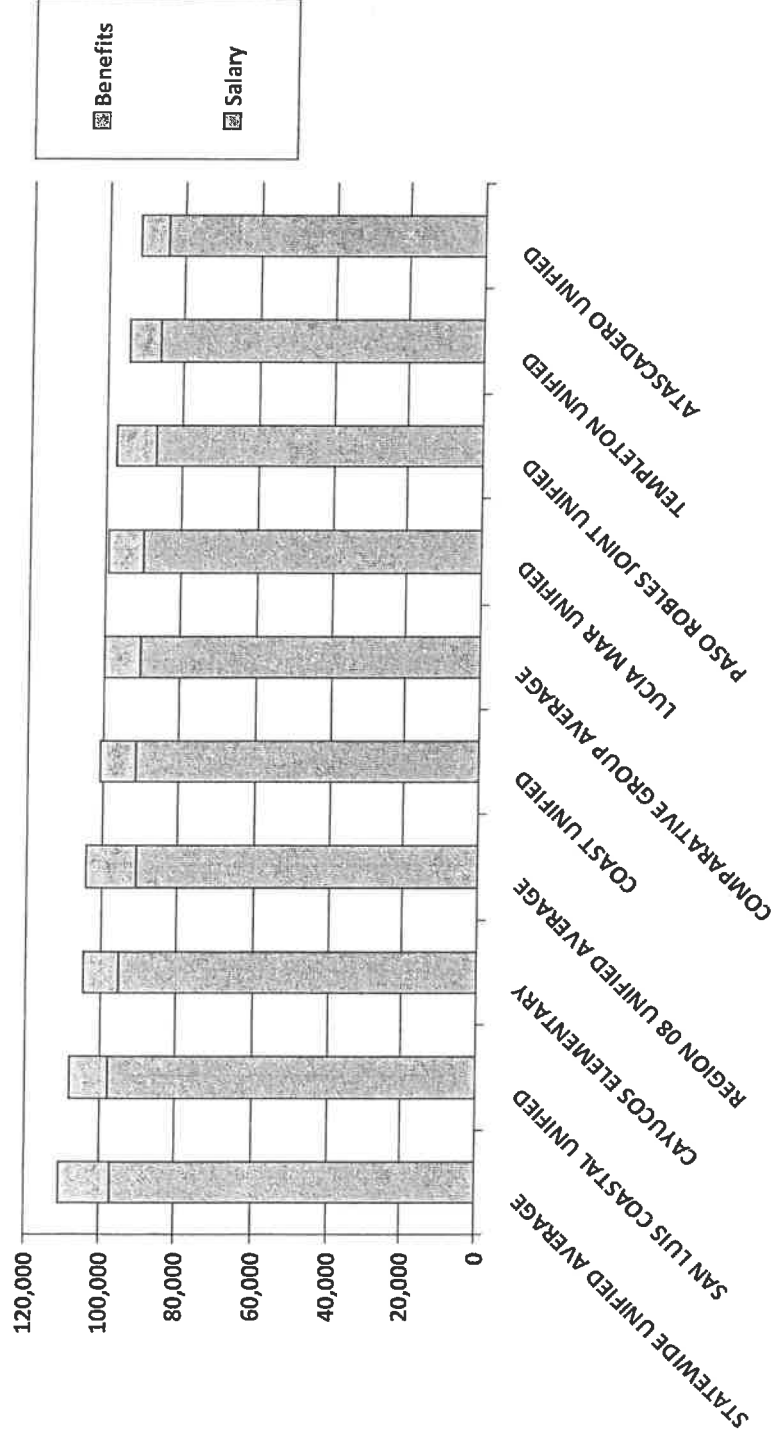 120,000
100,000
80,000
60,000
40,000
20,000
0
STATEWIDE UNIFIED AVERAGE
SAN LUIS COASTAL UNIFIED
CAYUCOS ELEMENTARY
REGION 08 UNIFIED AVERAGE
COAST UNIFIED
COMPARATIVE GROUP AVERAGE
LUCIA MAR UNIFIED
PASO ROBLES JOINT UNIFIED
TEMPLETON UNIFIED
ATASCADERO UNIFIED
Benefits
Salary